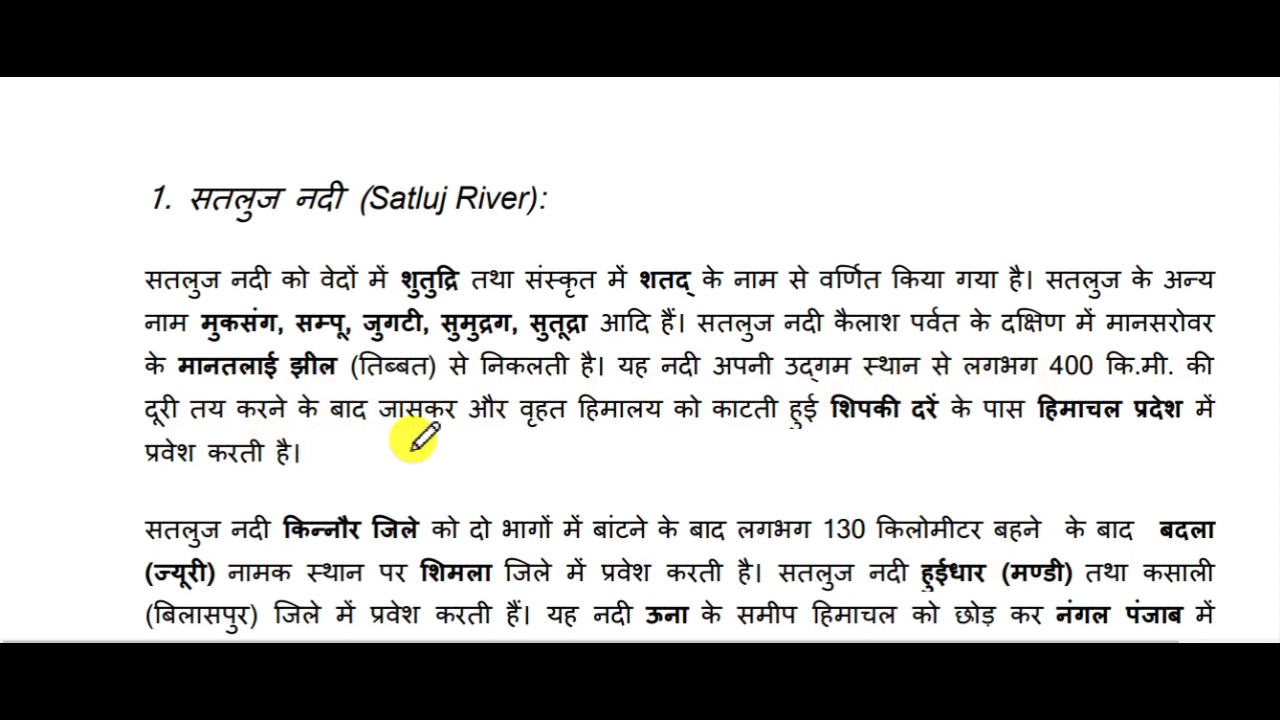 1. सतलुज नदी (Satluj River):
सतलुज नदी को वेदों में शुतुद्रि तथा संस्कृत में शतद् के नाम से वर्णित किया गया है। सतलुज के अन्य
नाम मुकसंग, सम्पू, जुगटी, सुमुद्रग, सुतूद्रा आदि हैं। सतलुज नदी कैलाश पर्वत के दक्षिण में मानसरोवर
के मानतलाई झील (तिब्बत) से निकलती है। यह नदी अपनी उद्गम स्थान से लगभग 400 कि.मी. की
दूरी तय करने के बाद जासकर और वृहत हिमालय को काटती हुई शिपकी दर्रे के पास हिमाचल प्रदेश में
प्रवेश करती है।
सतलुज नदी किन्नौर जिले को दो भागों में बांटने के बाद लगभग 130 किलोमीटर बहने के बाद बदला
(ज्यूरी) नामक स्थान पर शिमला जिले में प्रवेश करती है। सतलुज नदी हुईधार (मण्डी) तथा कसाली
(बिलासपुर) जिले में प्रवेश करती हैं। यह नदी ऊना के समीप हिमाचल को छोड़ कर नंगल पंजाब में